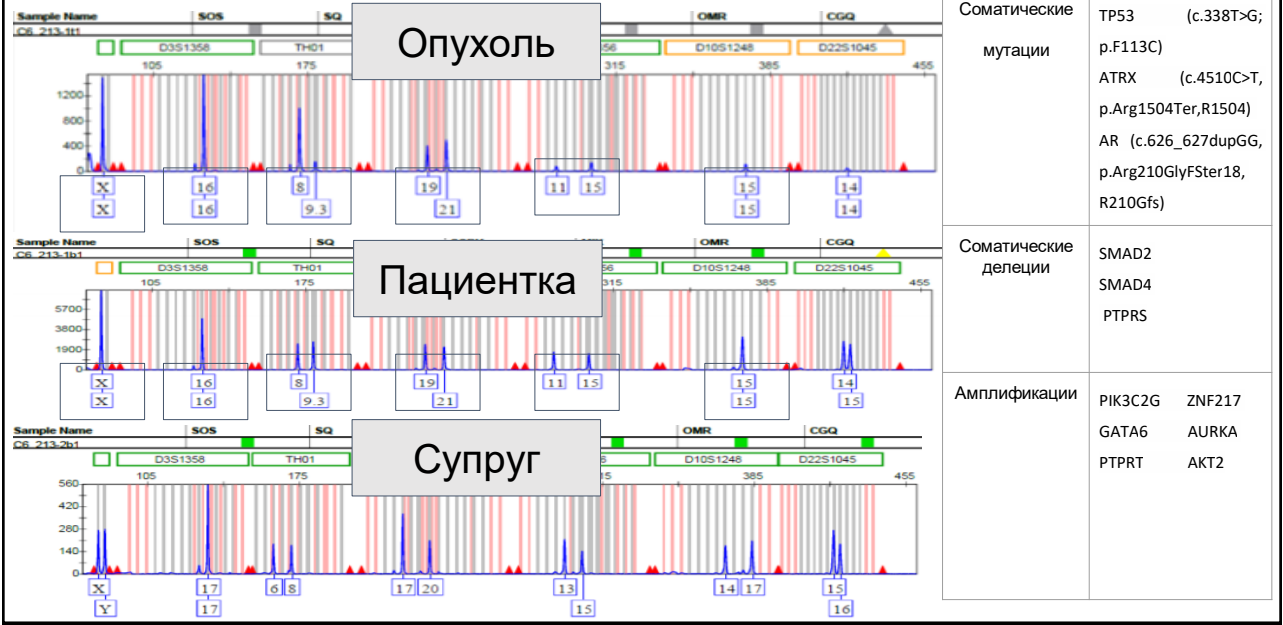 Sample Name SOS SQ OMR CGQ
C6_213-1t1
Опухоль
D3S1358 TH01 56 D10S1248 D22S1045
105 175 315 385 455
1200
800
400
0
X 16 8 19 11 15 15 14
X 16 9.3 21 15 14
Sample Name SOS SQ OMR CGQ
C6_213-1b1
Пациентка
D3S1358 TH01 56 D10S1248 D22S1045
105 175 315 385 455
5700
3800
1900
0
X 16 8 19 11 15 15 14
X 16 9.3 21 15 15
Sample Name SOS SQ OMR CGQ
C6_213-2b1
Супруг
D3S1358 TH01 6 D10S1248 D22S1045
105 175 315 385 455
560
420
280
140
0
X 17 6 8 17 20 13 14 17 15
Y 17 15 16
Соматические
мутации
TP53 (c.338T>G;
p.F113C)
ATRX (c.4510C>T,
p.Arg1504Ter,R1504)
AR (c.626_627dupGG,
p.Arg210GlyFSter18,
R210Gfs)
Соматические
делеции
SMAD2
SMAD4
PTPRS
Амплификации
PIK3C2G ZNF217
GATA6 AURKA
PTPRT AKT2